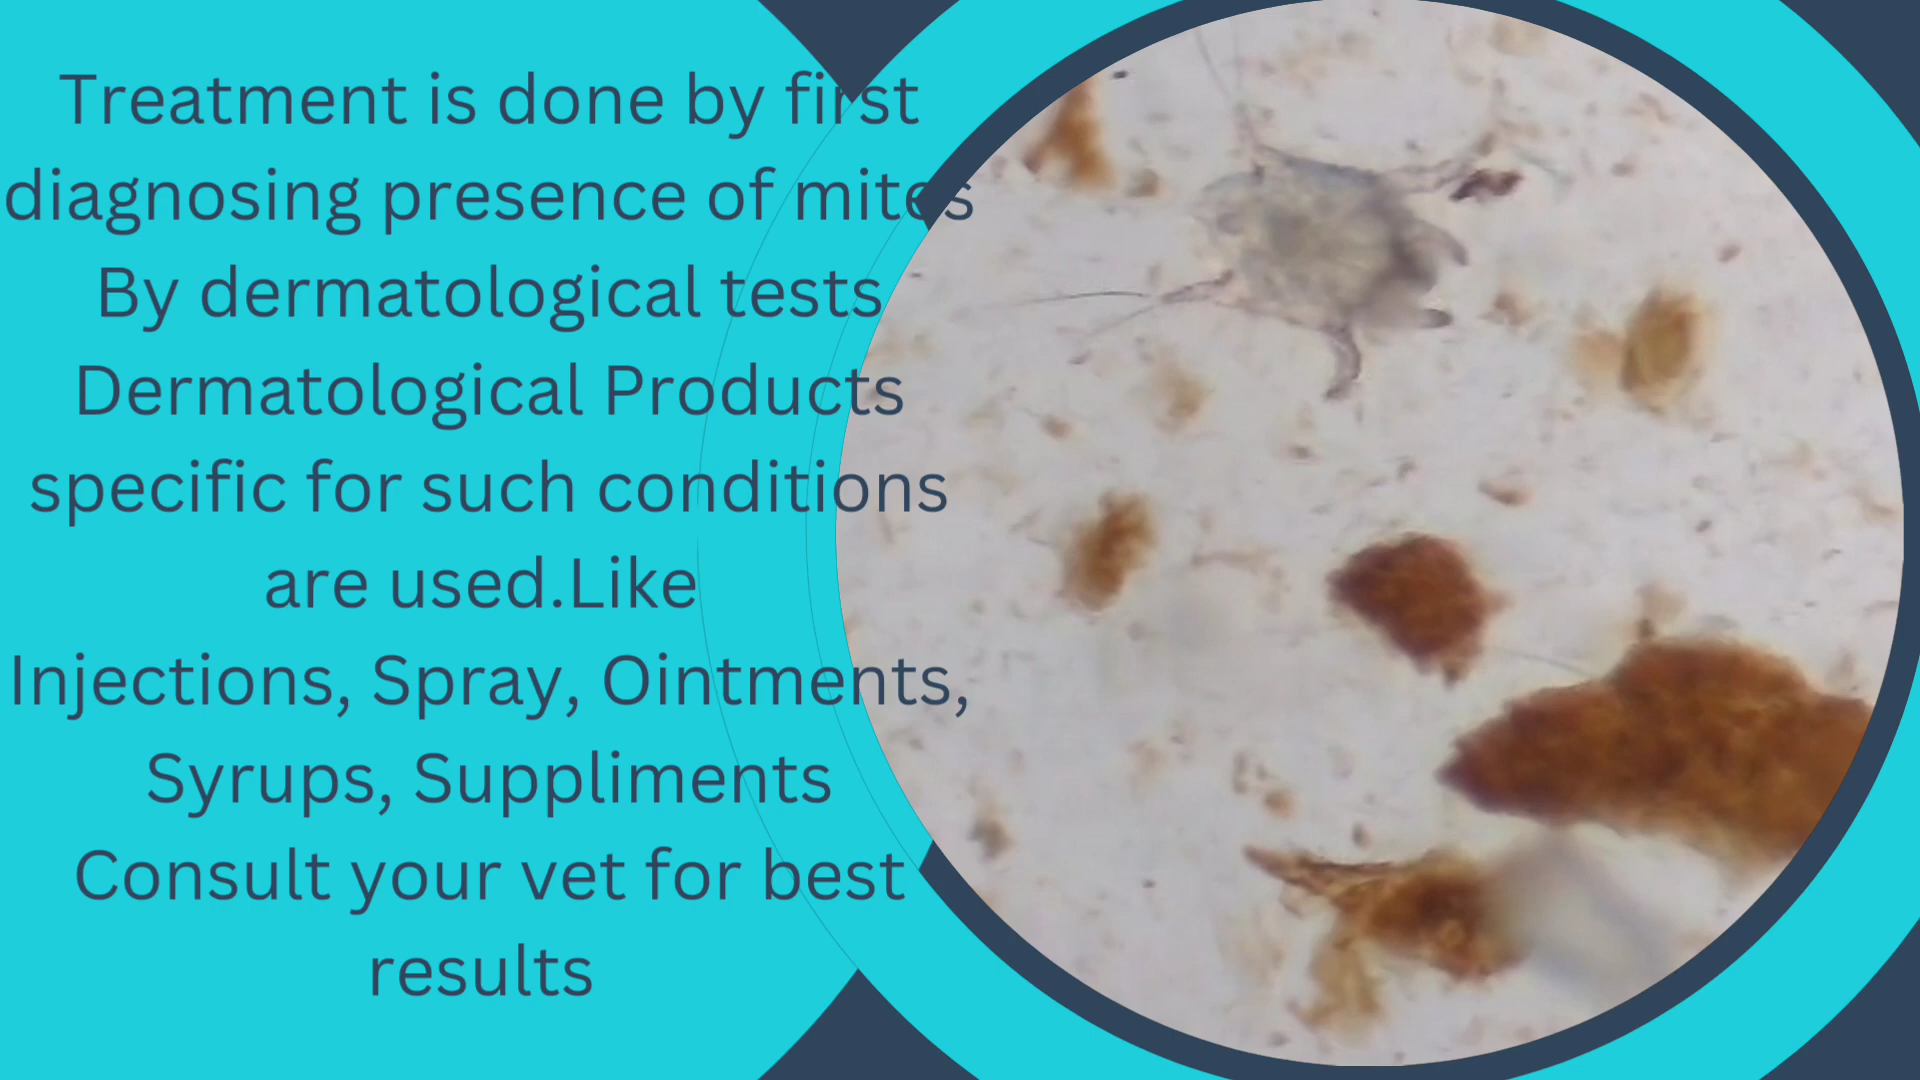 Treatment is done by first
diagnosing presence of mites
By dermatological tests
Dermatological Products
specific for such conditions
are used.Like
Injections, Spray, Ointments,
Syrups, Suppliments
Consult your vet for best
results